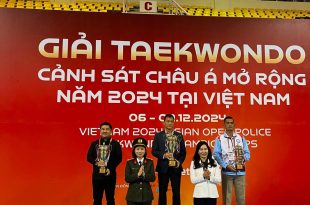 C
GIẢI TAEKWONDO
CẢNH SÁT CHÂU Á MỞ RỘNG
NĂM 2024 TẠI VIỆT NAM
06 - 12.2024
VIETNAM 2024 ASIAN OPEN POLICE